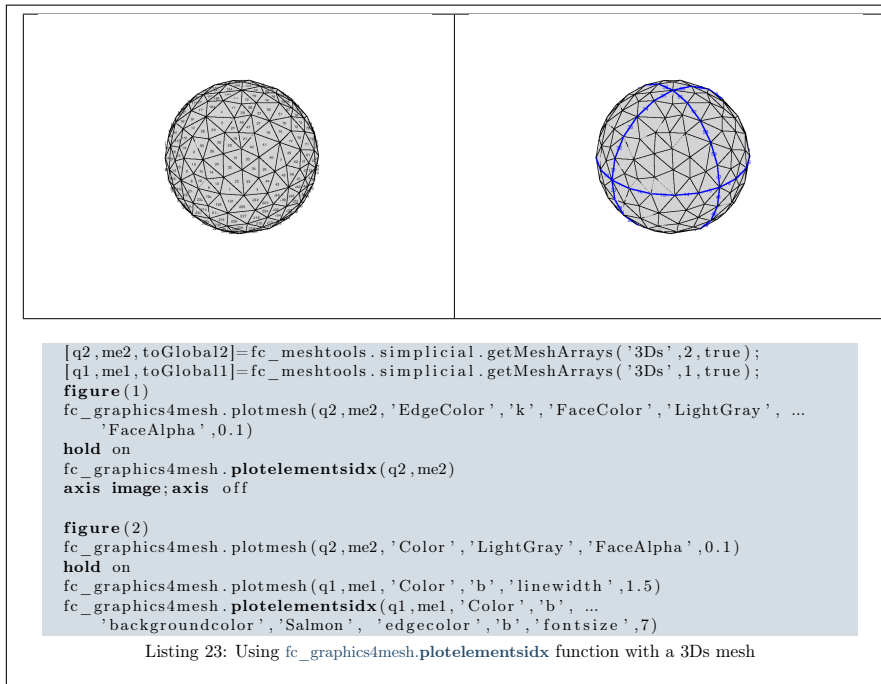 [q2,me2,toGlobal2]=fc_meshtools.simplicial.getMeshArrays('3Ds',2,true);
[q1,me1,toGlobal1]=fc_meshtools.simplicial.getMeshArrays('3Ds',1,true);
figure(1)
fc_graphics4mesh.plotmesh(q2,me2,'EdgeColor','k','FaceColor','LightGray', ...
'FaceAlpha',0.1)
hold on
fc_graphics4mesh.plotelementsidx(q2,me2)
axis image;axis off
figure(2)
fc_graphics4mesh.plotmesh(q2,me2,'Color','LightGray','FaceAlpha',0.1)
hold on
fc_graphics4mesh.plotmesh(q1,me1,'Color','b','linewidth',1.5)
fc_graphics4mesh.plotelementsidx(q1,me1,'Color','b', ...
'backgroundcolor','Salmon', 'edgecolor','b','fontsize',7)
Listing 23: Using fc_graphics4mesh.plotelementsidx function with a 3Ds mesh